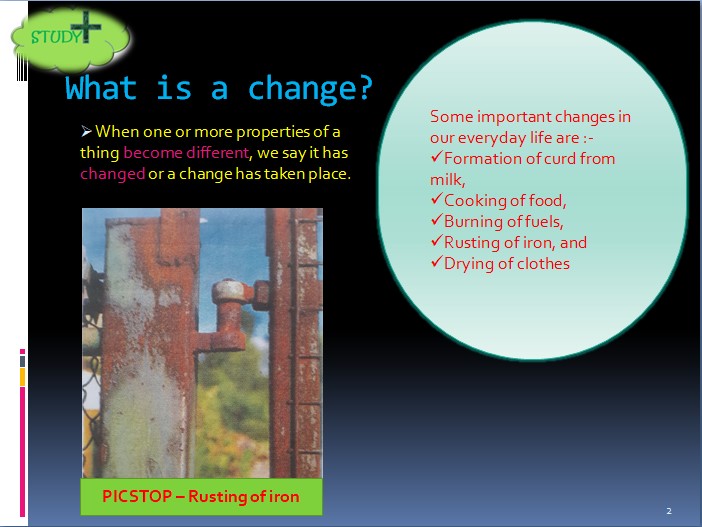 STUDY+
What is a change?
➢When one or more properties of a
thing become different, we say it has
changed or a change has taken place.
Some important changes in
our everyday life are :-
✓Formation of curd from
milk,
✓Cooking of food,
✓Burning of fuels,
✓Rusting of iron, and
✓Drying of clothes
PICSTOP – Rusting of iron
2